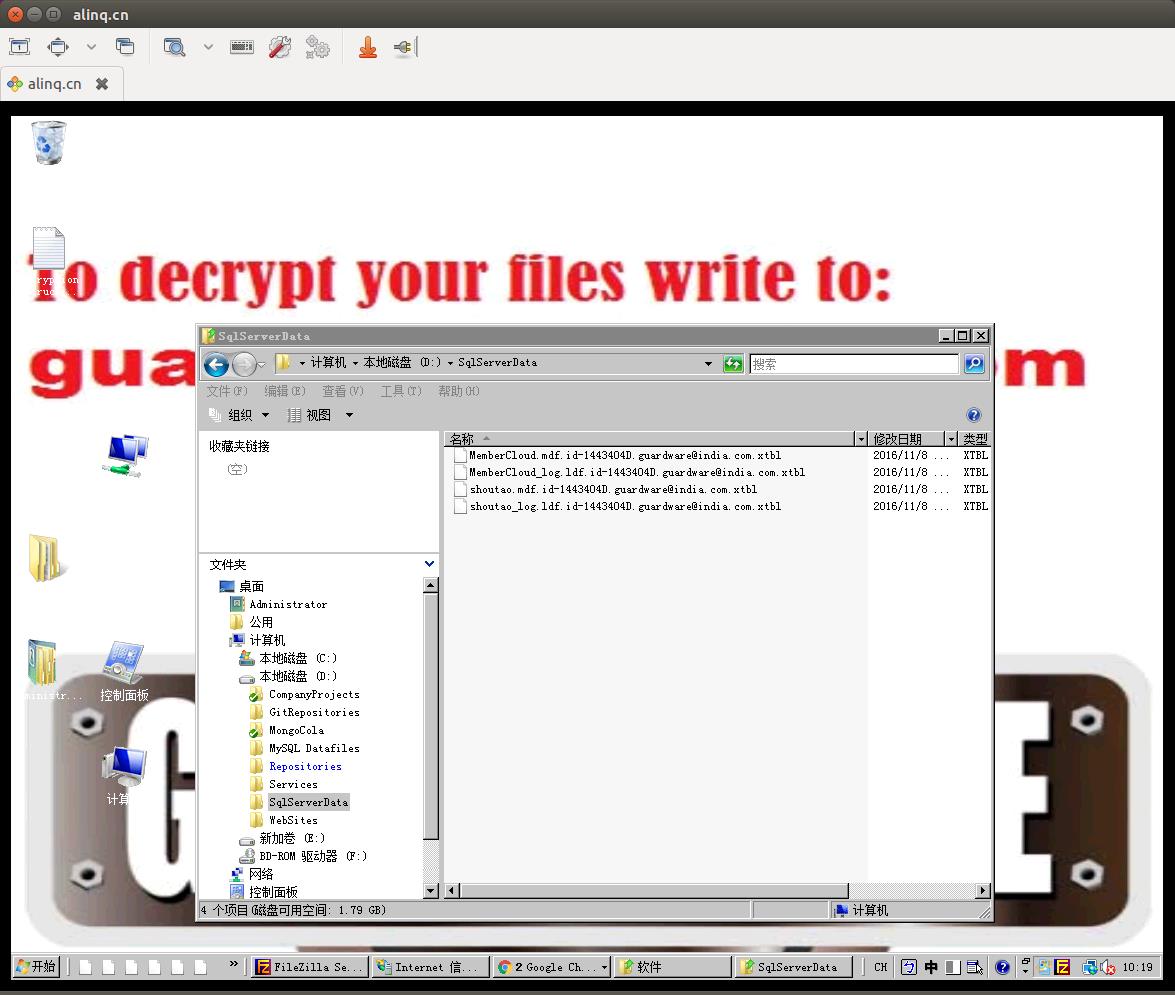 alinq.cn
alinq.cn
To decrypt your files write to:
gua
om
SqlServerData
计算机 本地磁盘 (D:) SqlServerData
搜索
文件(F) 编辑(E) 查看(V) 工具(T) 帮助(H)
组织 视图
收藏夹链接
(空)
名称 修改日期 类型
MemberCloud.mdf.id-1443404D.guardware@india.com.xtbl 2016/11/8 ... XTBL
MemberCloud_log.ldf.id-1443404D.guardware@india.com.xtbl 2016/11/8 ... XTBL
shoutao.mdf.id-1443404D.guardware@india.com.xtbl 2016/11/8 ... XTBL
shoutao_log.ldf.id-1443404D.guardware@india.com.xtbl 2016/11/8 ... XTBL
文件夹
桌面
Administrator
公用
计算机
本地磁盘 (C:)
本地磁盘 (D:)
CompanyProjects
GitRepositories
MongoCola
MySQL Datafiles
Repositories
Services
SqlServerData
WebSites
新加卷 (E:)
BD-ROM 驱动器 (F:)
网络
控制面板
4 个项目(磁盘可用空间: 1.79 GB)
计算机
控制面板
计算
G
E
开始
FileZilla Se...
Internet 信...
2 Google Ch...
软件
SqlServerData
CH
中
10:19